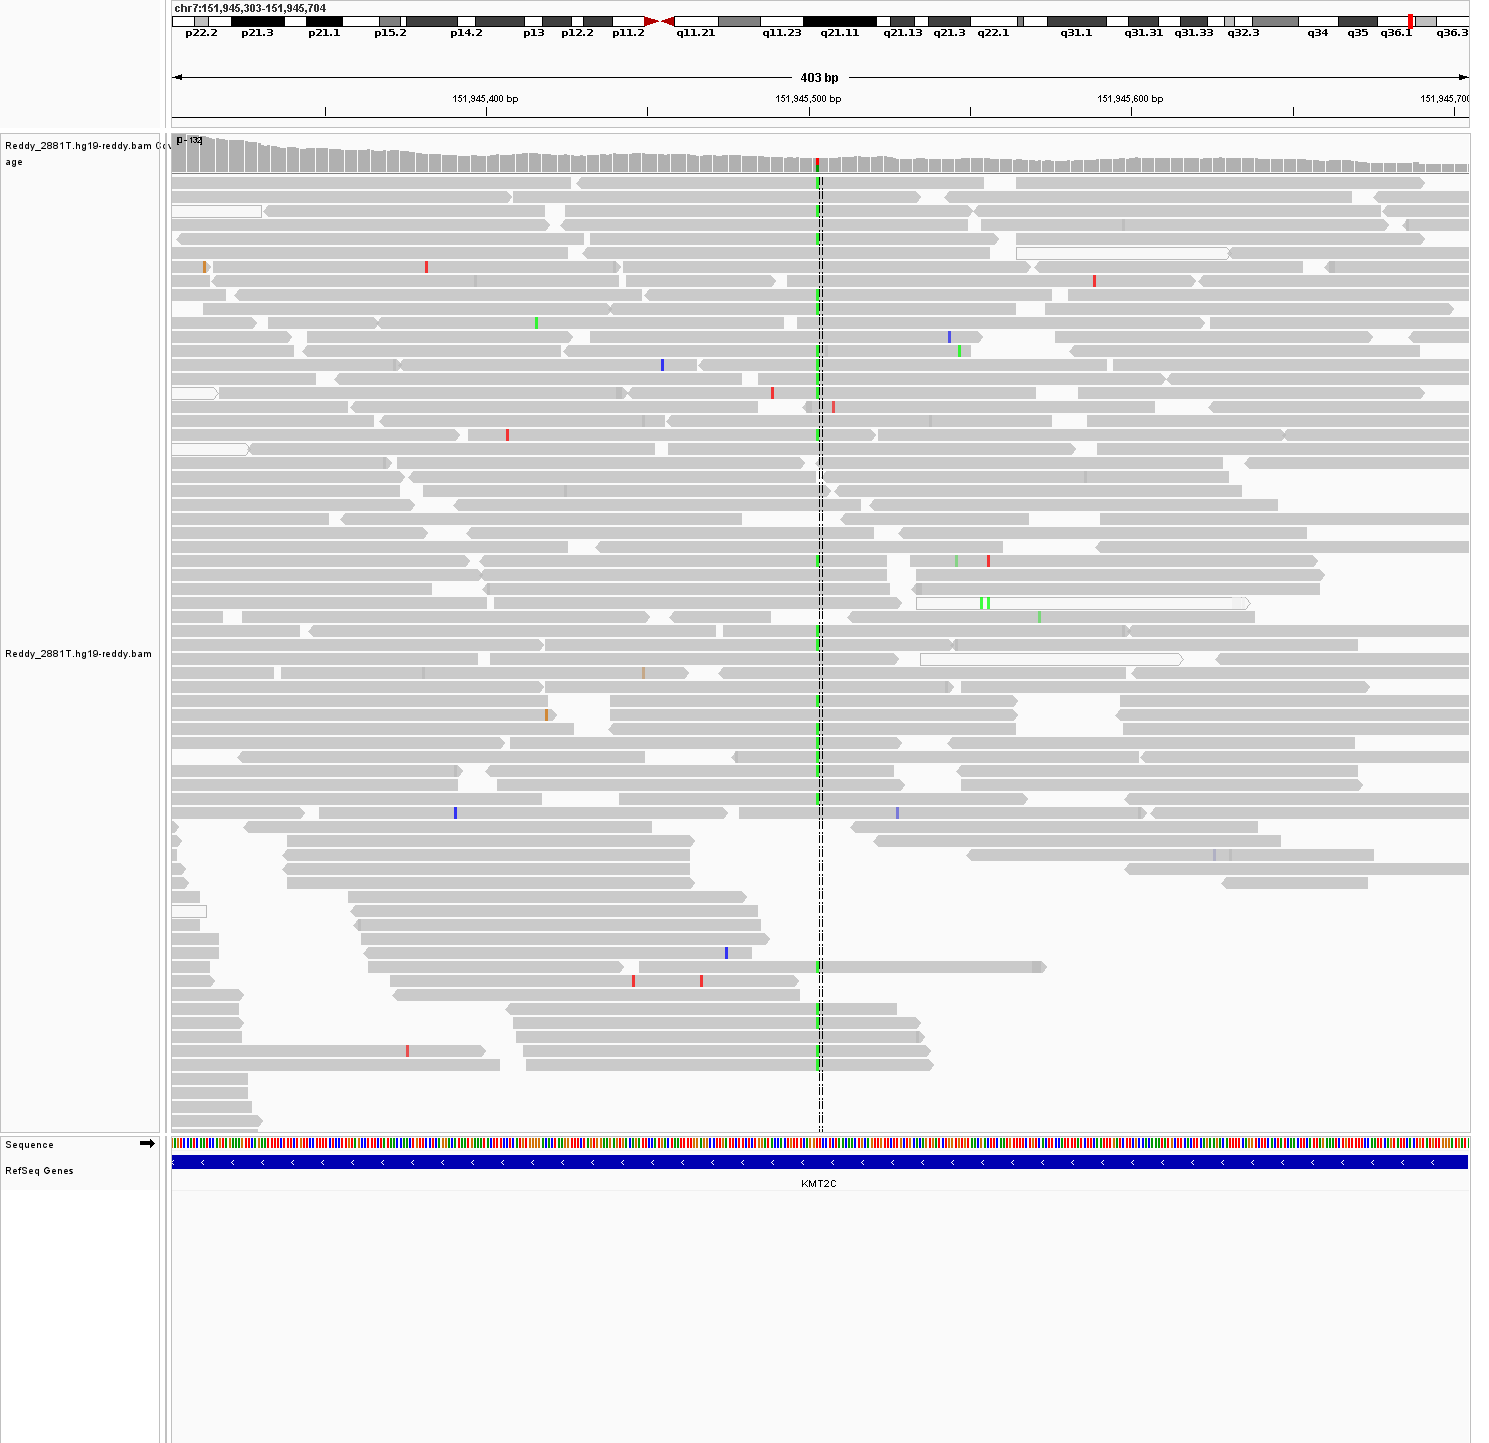 chr7:151,945,303-151,945,704
p22.2 p21.3 p21.1 p15.2 p14.2 p13 p12.2 p11.2 q11.21 q11.23 q21.11 q21.13 q21.3 q22.1 q31.1 q31.31 q31.33 q32.3 q34 q35 q36.1 q36.3
403 bp
151,945,400 bp 151,945,500 bp 151,945,600 bp 151,945,700
[0 - 132]
Reddy_2881T.hg19-reddy.bam Cov
age
Reddy_2881T.hg19-reddy.bam
Sequence
RefSeq Genes
KMT2C